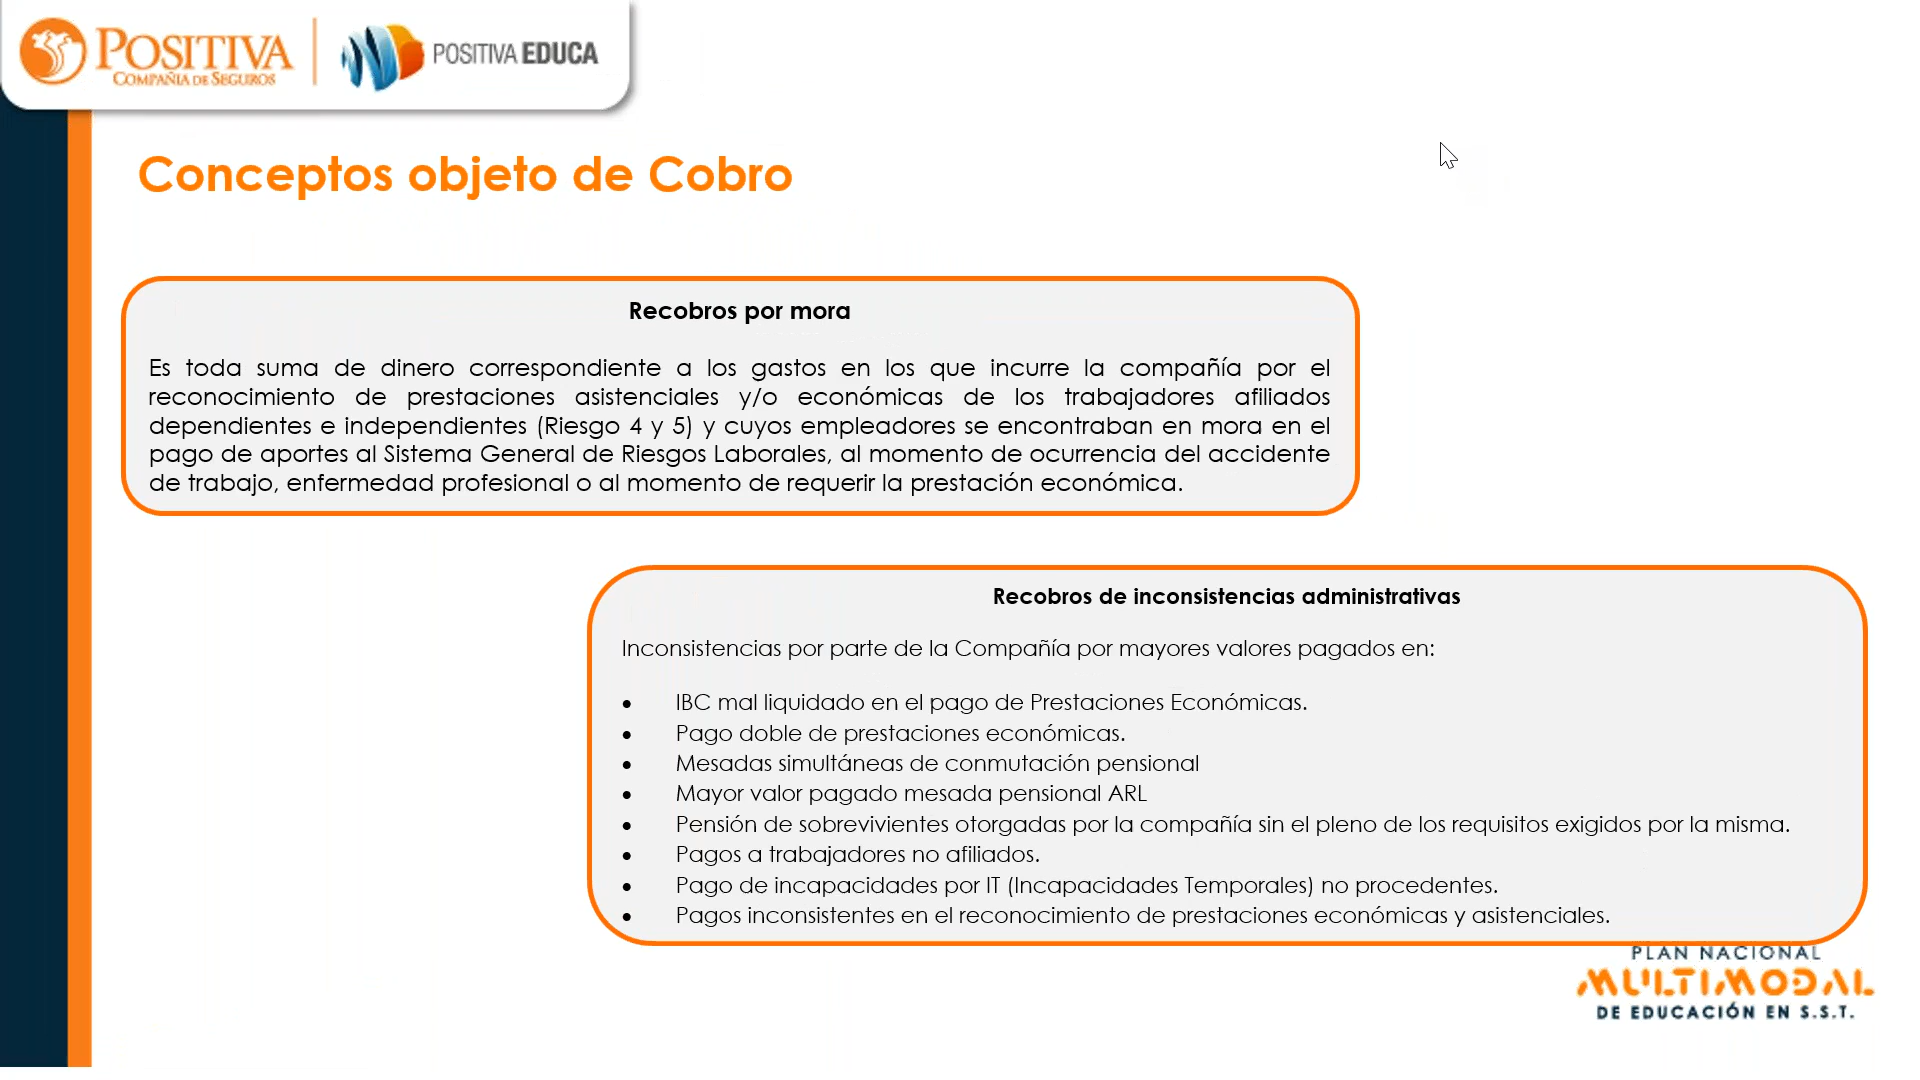 POSITIVA
COMPAÑIA DE SEGUROS
POSITIVA EDUCA
Conceptos objeto de Cobro
Recobros por mora
Es toda suma de dinero correspondiente a los gastos en los que incurre la compañía por el
reconocimiento de prestaciones asistenciales y/o económicas de los trabajadores afiliados
dependientes e independientes (Riesgo 4 y 5) y cuyos empleadores se encontraban en mora en el
pago de aportes al Sistema General de Riesgos Laborales, al momento de ocurrencia del accidente
de trabajo, enfermedad profesional o al momento de requerir la prestación económica.
Recobros de inconsistencias administrativas
Inconsistencias por parte de la Compañía por mayores valores pagados en:
• IBC mal liquidado en el pago de Prestaciones Económicas.
• Pago doble de prestaciones económicas.
• Mesadas simultáneas de conmutación pensional
• Mayor valor pagado mesada pensional ARL
• Pensión de sobrevivientes otorgadas por la compañía sin el pleno de los requisitos exigidos por la misma.
• Pagos a trabajadores no afiliados.
• Pago de incapacidades por IT (Incapacidades Temporales) no procedentes.
• Pagos inconsistentes en el reconocimiento de prestaciones económicas y asistenciales.
PLAN NACIONAL
MULTIMODAL
DE EDUCACIÓN EN S.S.T.